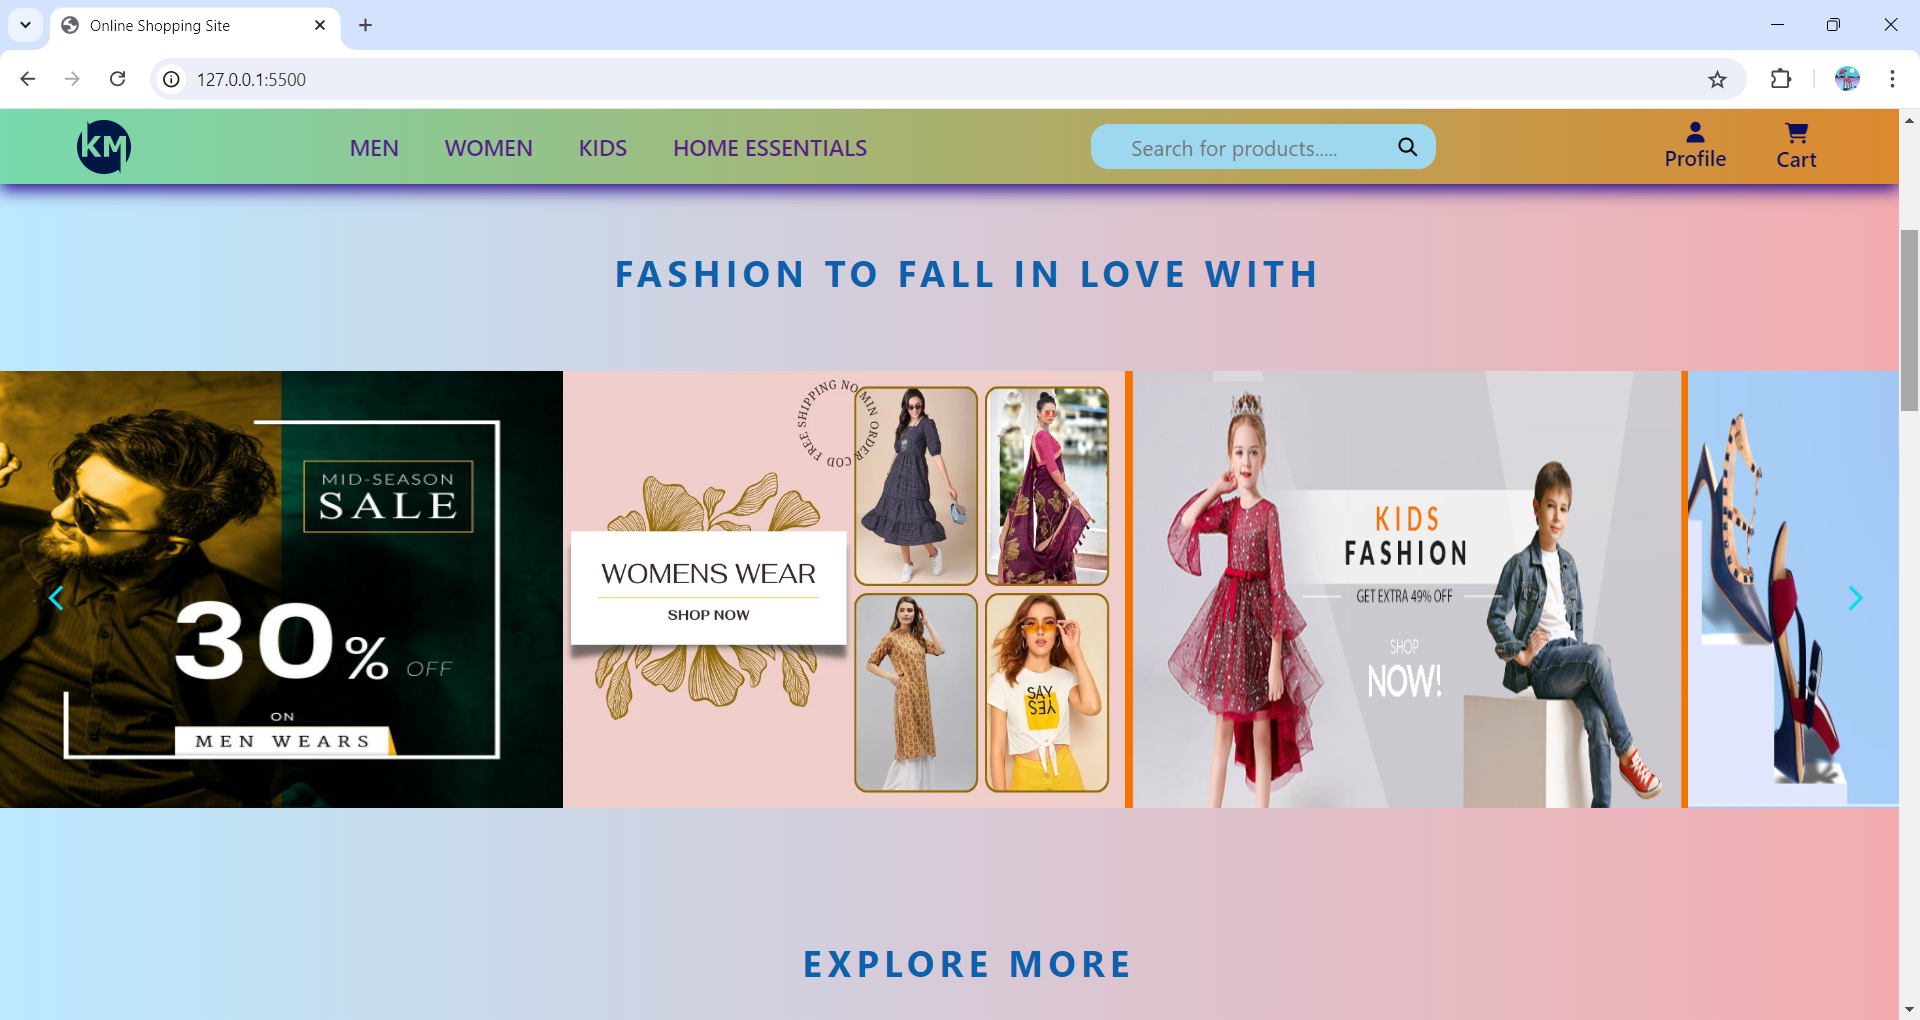 Online Shopping Site
127.0.0.1:5500
KM
MEN WOMEN KIDS HOME ESSENTIALS
Search for products.....
Profile
Cart
FASHION TO FALL IN LOVE WITH
MID-SEASON
SALE
30% OFF
ON
MEN WEARS
FREE SHIPPING NO MIN ORDER COD
WOMENS WEAR
SHOP NOW
SAY
YES
KIDS
FASHION
GET EXTRA 49% OFF
SHOP
NOW!
EXPLORE MORE